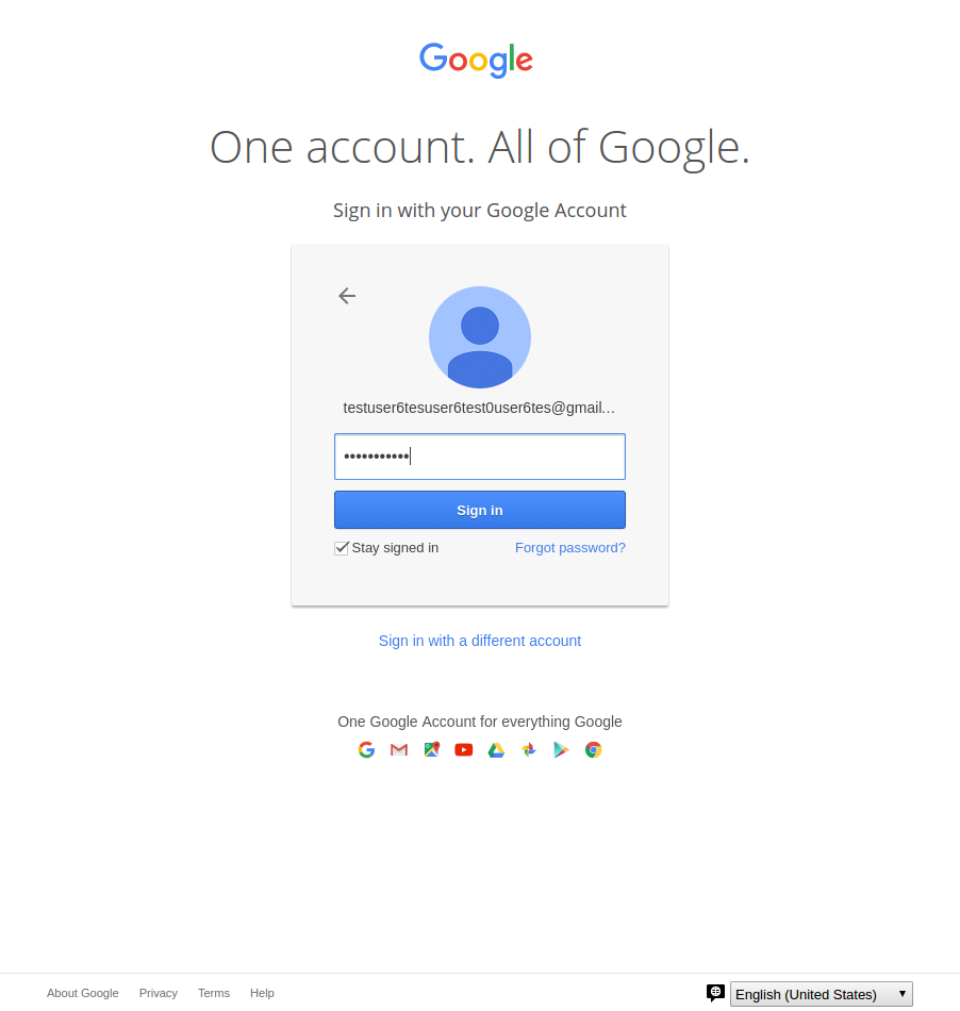 Google
One account. All of Google.
Sign in with your Google Account
testuser6tesuser6test0user6tes@gmail...
•••••••••••
Sign in
Stay signed in
Forgot password?
Sign in with a different account
One Google Account for everything Google
About Google
Privacy
Terms
Help
English (United States)